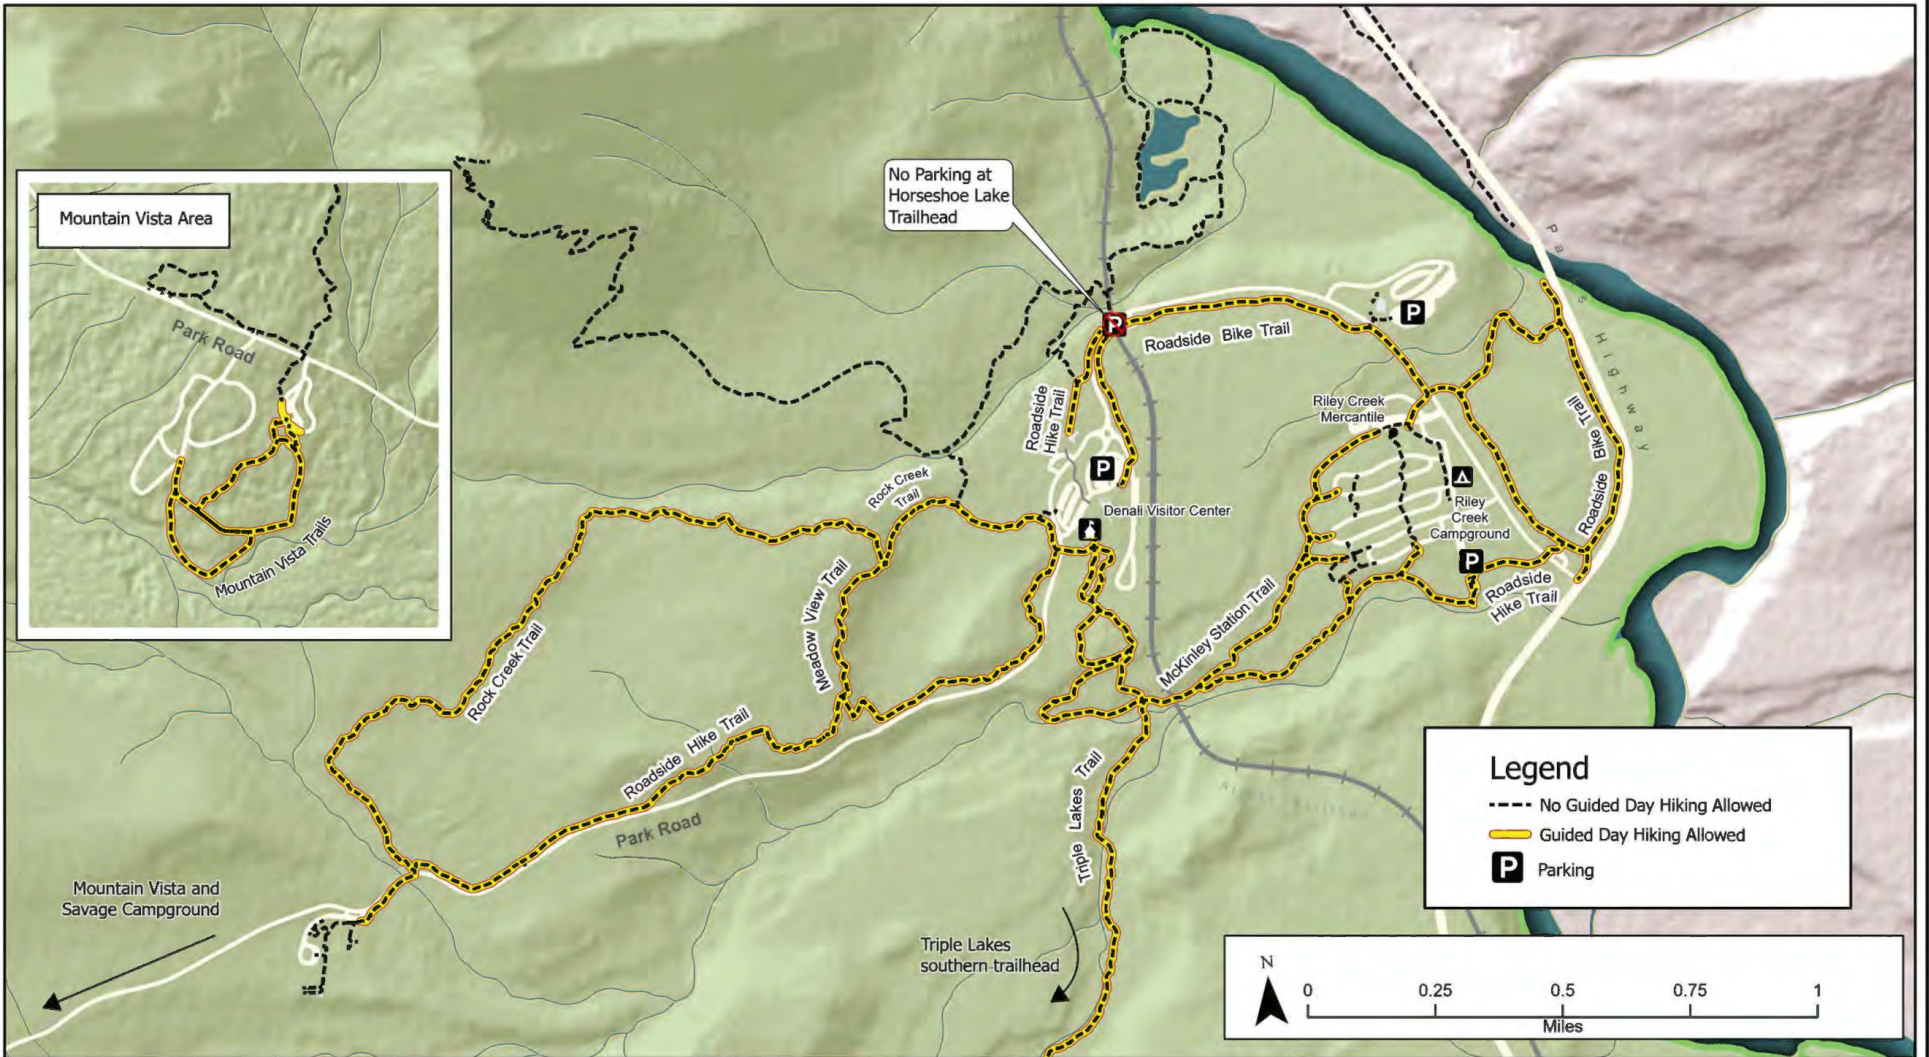 Mountain Vista Area
Park Road
Mountain Vista Trails
No Parking at
Horseshoe Lake
Trailhead
P
P
Parks Highway
Roadside Bike Trail
Roadside
Hike Trail
Riley Creek
Mercantile
Roadside Bike Trail
P
Rock Creek
Trail
Denali Visitor Center
Riley
Creek
Campground
P
Roadside
Hike Trail
Meadow View Trail
McKinley Station Trail
Rock Creek Trail
Roadside Hike Trail
Park Road
Triple Lakes Trail
Mountain Vista and
Savage Campground
Triple Lakes
southern trailhead
Legend
No Guided Day Hiking Allowed
Guided Day Hiking Allowed
P
Parking
N
0 0.25 0.5 0.75 1
Miles